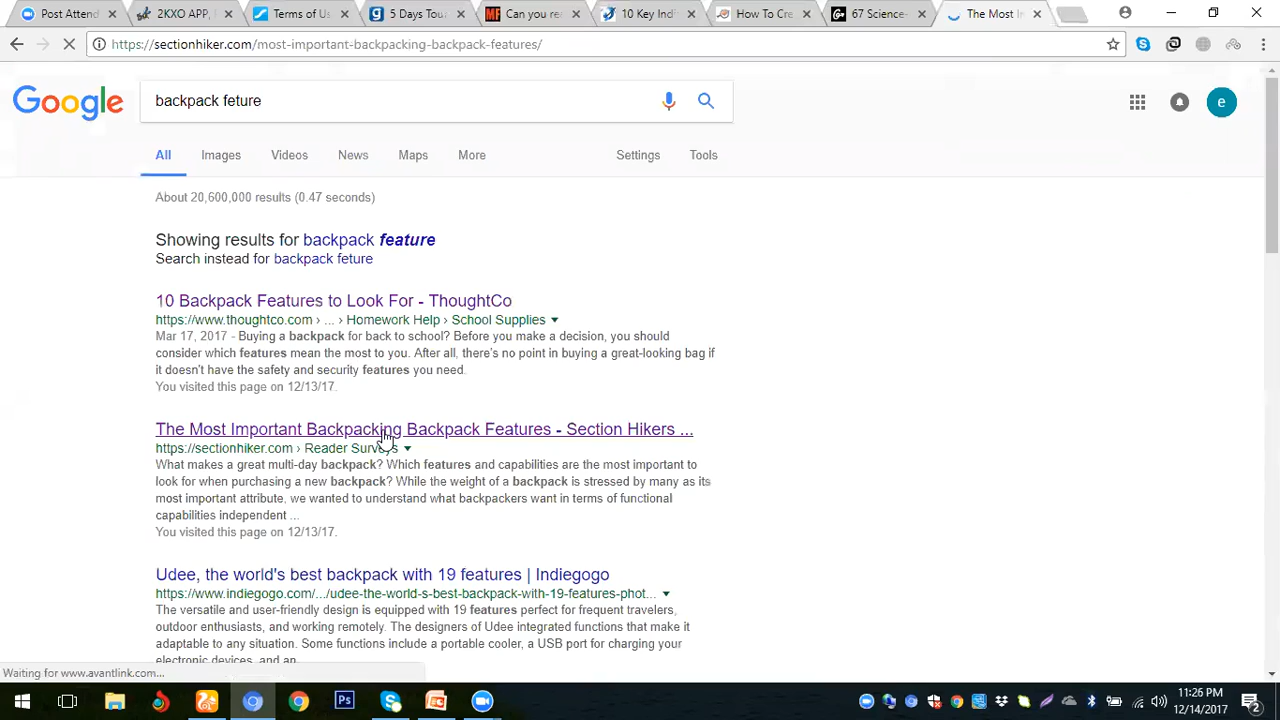 Post Attend
2KXO APP,
Terms of Us
5 Days Tou
Can you re
10 Key Indi
How To Cre
67 Science-
The Most Im
https://sectionhiker.com/most-important-backpacking-backpack-features/
Google
backpack feture
e
All Images Videos News Maps More Settings Tools
About 20,600,000 results (0.47 seconds)
Showing results for backpack feature
Search instead for backpack feture
10 Backpack Features to Look For - ThoughtCo
https://www.thoughtco.com › ... › Homework Help › School Supplies
Mar 17, 2017 - Buying a backpack for back to school? Before you make a decision, you should
consider which features mean the most to you. After all, there's no point in buying a great-looking bag if
it doesn't have the safety and security features you need.
You visited this page on 12/13/17.
The Most Important Backpacking Backpack Features - Section Hikers ...
https://sectionhiker.com › Reader Surveys
What makes a great multi-day backpack? Which features and capabilities are the most important to
look for when purchasing a new backpack? While the weight of a backpack is stressed by many as its
most important attribute, we wanted to understand what backpackers want in terms of functional
capabilities independent ...
You visited this page on 12/13/17.
Udee, the world's best backpack with 19 features | Indiegogo
https://www.indiegogo.com/.../udee-the-world-s-best-backpack-with-19-features-phot...
The versatile and user-friendly design is equipped with 19 features perfect for frequent travelers,
outdoor enthusiasts, and working remotely. The designers of Udee integrated functions that make it
adaptable to any situation. Some functions include a portable cooler, a USB port for charging your
electronic devices, and an
Waiting for www.avantlink.com...
11:26 PM
12/14/2017
2